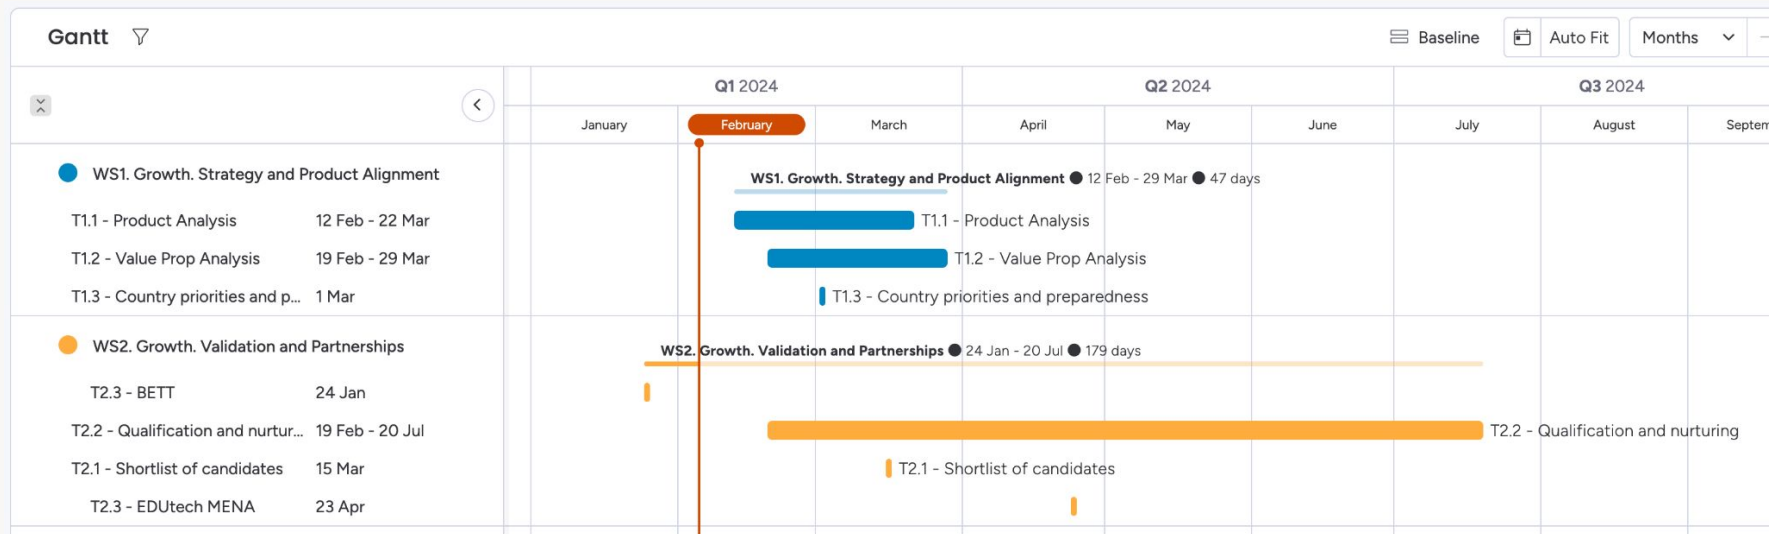 Gantt Baseline Auto Fit Months
Q1 2024 Q2 2024 Q3 2024
January February March April May June July August Septem
WS1. Growth. Strategy and Product Alignment WS1. Growth. Strategy and Product Alignment ● 12 Feb - 29 Mar ● 47 days
T1.1 - Product Analysis 12 Feb - 22 Mar T1.1 - Product Analysis
T1.2 - Value Prop Analysis 19 Feb - 29 Mar T1.2 - Value Prop Analysis
T1.3 - Country priorities and p... 1 Mar T1.3 - Country priorities and preparedness
WS2. Growth. Validation and Partnerships WS2. Growth. Validation and Partnerships ● 24 Jan - 20 Jul ● 179 days
T2.3 - BETT 24 Jan
T2.2 - Qualification and nurtur... 19 Feb - 20 Jul T2.2 - Qualification and nurturing
T2.1 - Shortlist of candidates 15 Mar T2.1 - Shortlist of candidates
T2.3 - EDUtech MENA 23 Apr